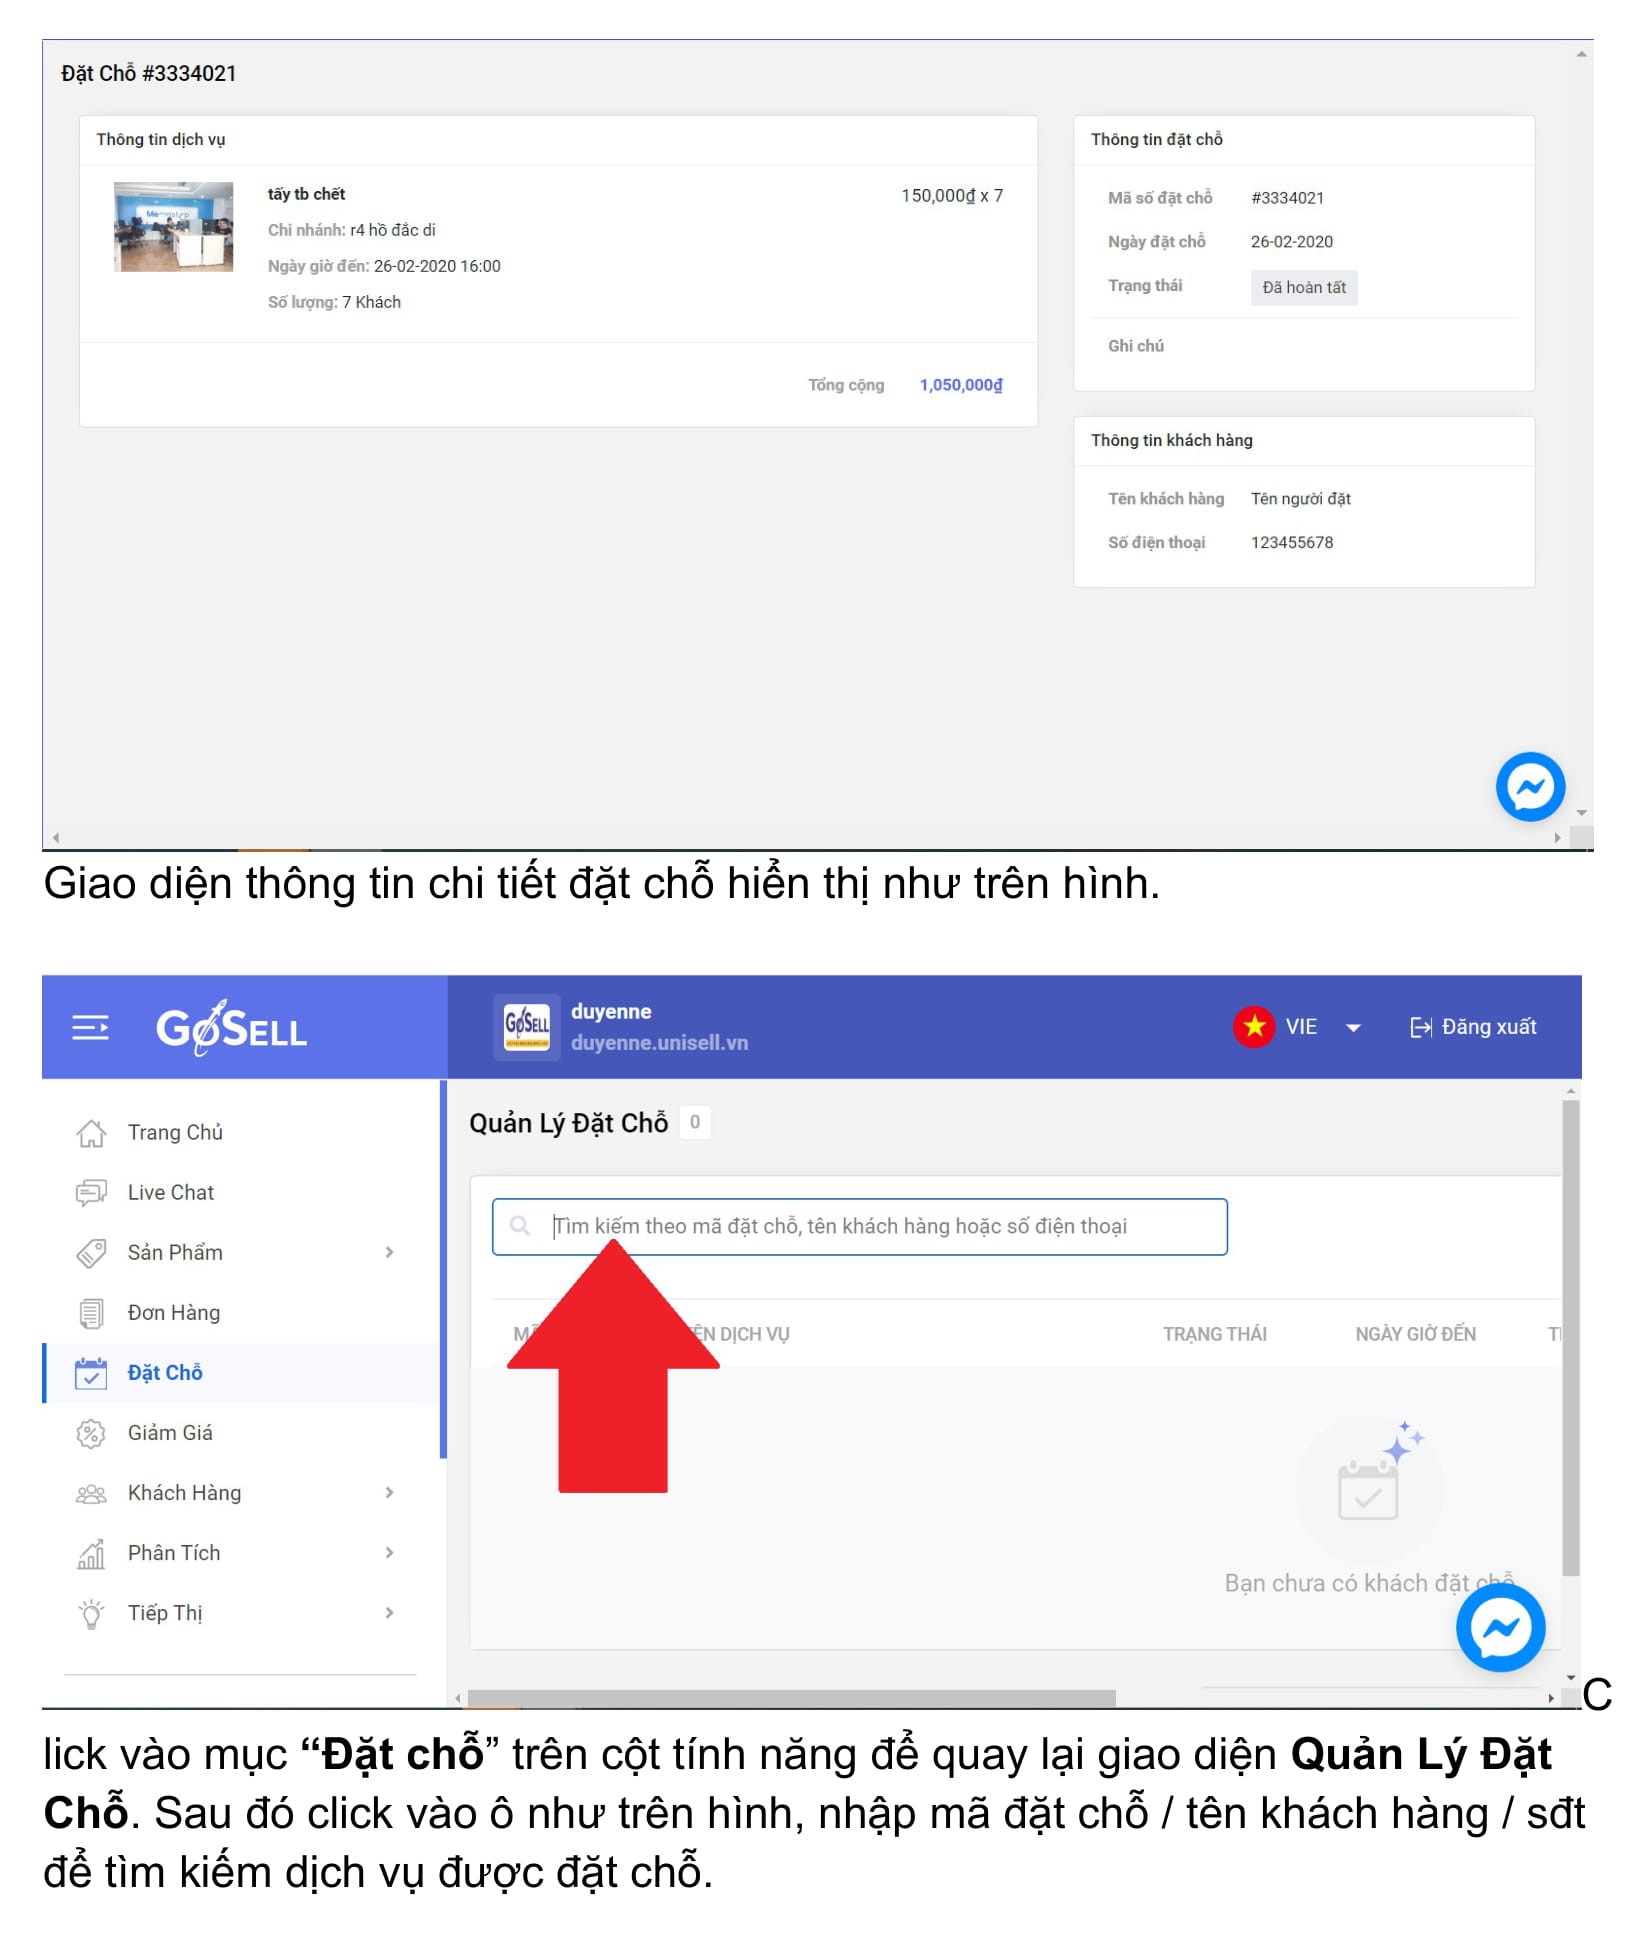 Đặt Chỗ #3334021
Thông tin dịch vụ
tấy tb chết
150,000₫ x 7
Chi nhánh: r4 hồ đắc di
Ngày giờ đến: 26-02-2020 16:00
Số lượng: 7 Khách
Tổng cộng 1,050,000₫
Thông tin đặt chỗ
Mã số đặt chỗ #3334021
Ngày đặt chỗ 26-02-2020
Trạng thái Đã hoàn tất
Ghi chú
Thông tin khách hàng
Tên khách hàng Tên người đặt
Số điện thoại 123455678
Giao diện thông tin chi tiết đặt chỗ hiển thị như trên hình.
GOSELL
GOSELL
duyenne
duyenne.unisell.vn
VIE
Đăng xuất
Trang Chủ
Live Chat
Sản Phẩm
Đơn Hàng
Đặt Chỗ
Giảm Giá
Khách Hàng
Phân Tích
Tiếp Thị
Quản Lý Đặt Chỗ 0
Tìm kiếm theo mã đặt chỗ, tên khách hàng hoặc số điện thoại
DỊCH VỤ
TRẠNG THÁI
NGÀY GIỜ ĐẾN
Bạn chưa có khách đặt chỗ
C
lick vào mục “Đặt chỗ” trên cột tính năng để quay lại giao diện Quản Lý Đặt
Chỗ. Sau đó click vào ô như trên hình, nhập mã đặt chỗ / tên khách hàng / sđt
để tìm kiếm dịch vụ được đặt chỗ.